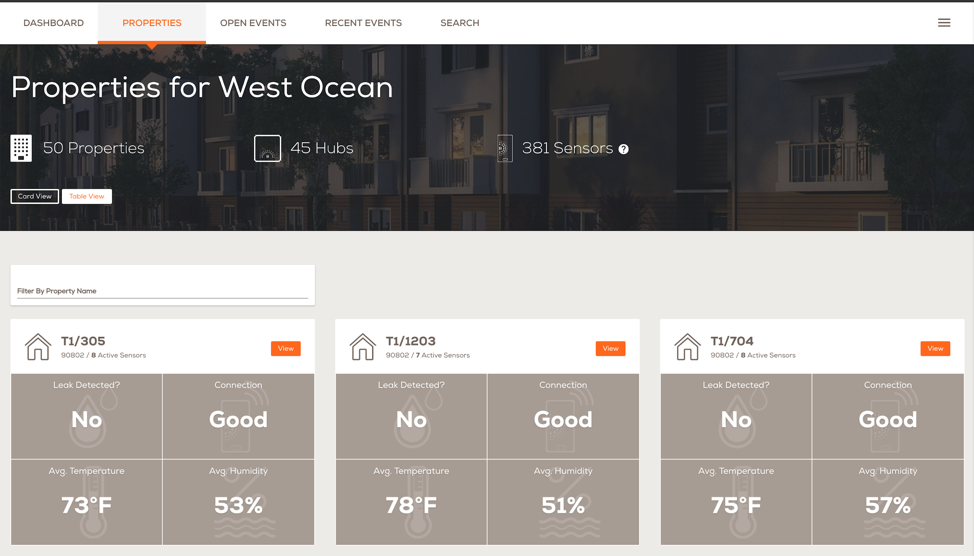 DASHBOARD PROPERTIES OPEN EVENTS RECENT EVENTS SEARCH
Properties for West Ocean
50 Properties 45 Hubs 381 Sensors ?
Card View Table View
Filter By Property Name
T1/305
90802 / 8 Active Sensors
View
Leak Detected?
No
Connection
Good
Avg. Temperature
73°F
Avg. Humidity
53%
T1/1203
90802 / 7 Active Sensors
View
Leak Detected?
No
Connection
Good
Avg. Temperature
78°F
Avg. Humidity
51%
T1/704
90802 / 8 Active Sensors
View
Leak Detected?
No
Connection
Good
Avg. Temperature
75°F
Avg. Humidity
57%